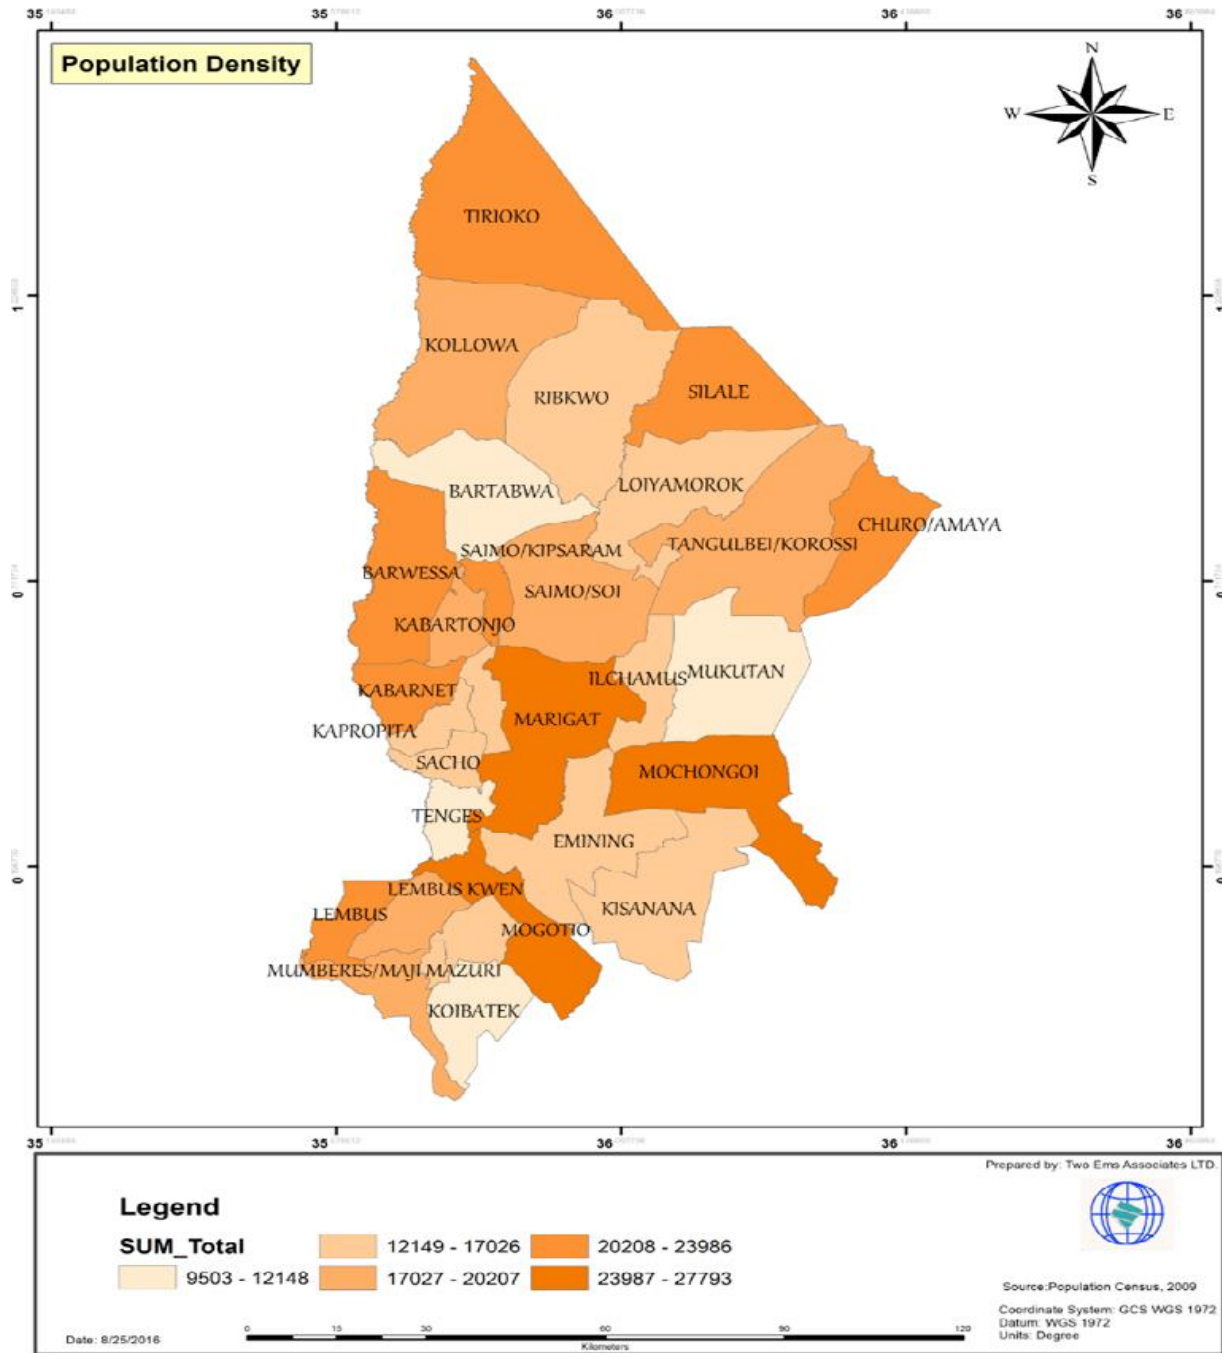 35 35 36 36 36
Population Density
N
W E
S
TIRIOKO
1 1
KOLLOWA
RIBKWO
SILALE
BARTABWA
LOIYAMOROK
CHURO/AMAYA
SAIMO/KIPSARAM
TANGULBEI/KOROSSI
BARWESSA
SAIMO/SOI
0 0
KABARTONJO
ILCHAMUS
MUKUTAN
KABARNET
MARIGAT
KAPROPITA
SACHO
MOCHONGOI
TENGES
EMINING
0 0
LEMBUS KWEN
LEMBUS
KISANANA
MOGOTIO
MUMBERES/MAJI MAZURI
KOIBATEK
35 35 36 36 36
Prepared by: Two Ems Associates LTD.
Legend
SUM_Total
9503 - 12148
12149 - 17026
17027 - 20207
20208 - 23986
23987 - 27793
Source:Population Census, 2009
Coordinate System: GCS WGS 1972
Datum: WGS 1972
Units: Degree
Date: 8/25/2016
0 15 30 60 90 120
Kilometers